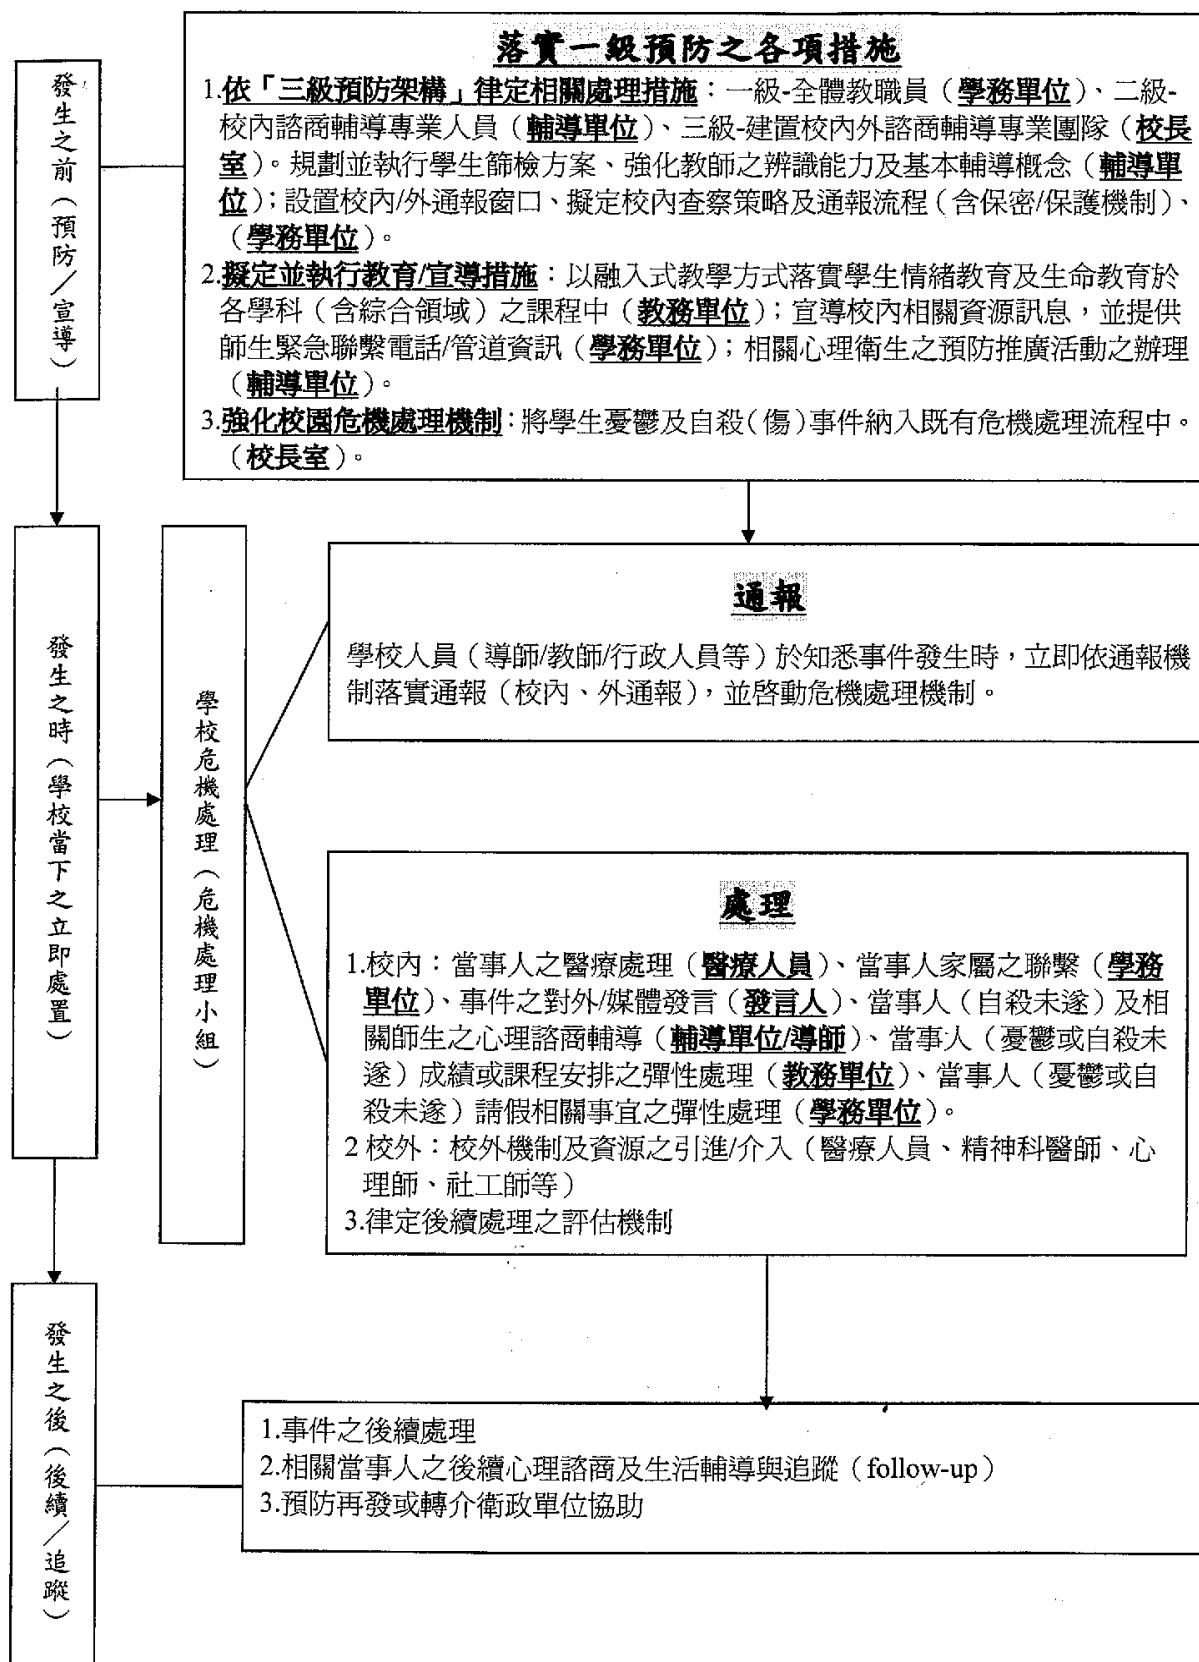 發生之前（預防／宣導）
落實一級預防之各項措施
1.依「三級預防架構」律定相關處理措施：一級-全體教職員（學務單位）、二級-
校內諮商輔導專業人員（輔導單位）、三級-建置校內外諮商輔導專業團隊（校長
室）。規劃並執行學生篩檢方案、強化教師之辨識能力及基本輔導概念（輔導單
位）；設置校內/外通報窗口、擬定校內查察策略及通報流程（含保密/保護機制）、
（學務單位）。
2.擬定並執行教育/宣導措施：以融入式教學方式落實學生情緒教育及生命教育於
各學科（含綜合領域）之課程中（教務單位）；宣導校內相關資源訊息，並提供
師生緊急聯繫電話/管道資訊（學務單位）；相關心理衛生之預防推廣活動之辦理
（輔導單位）。
3.強化校園危機處理機制：將學生憂鬱及自殺（傷）事件納入既有危機處理流程中。
（校長室）。
發生之時（學校當下之立即處置）
學校危機處理（危機處理小組）
通報
學校人員（導師/教師/行政人員等）於知悉事件發生時，立即依通報機
制落實通報（校內、外通報），並啓動危機處理機制。
處理
1.校內：當事人之醫療處理（醫療人員）、當事人家屬之聯繫（學務
單位）、事件之對外/媒體發言（發言人）、當事人（自殺未遂）及相
關師生之心理諮商輔導（輔導單位/導師）、當事人（憂鬱或自殺未
遂）成績或課程安排之彈性處理（教務單位）、當事人（憂鬱或自
殺未遂）請假相關事宜之彈性處理（學務單位）。
2 校外：校外機制及資源之引進/介入（醫療人員、精神科醫師、心
理師、社工師等）
3.律定後續處理之評估機制
發生之後（後續／追蹤）
1.事件之後續處理
2.相關當事人之後續心理諮商及生活輔導與追蹤（follow-up）
3.預防再發或轉介衛政單位協助